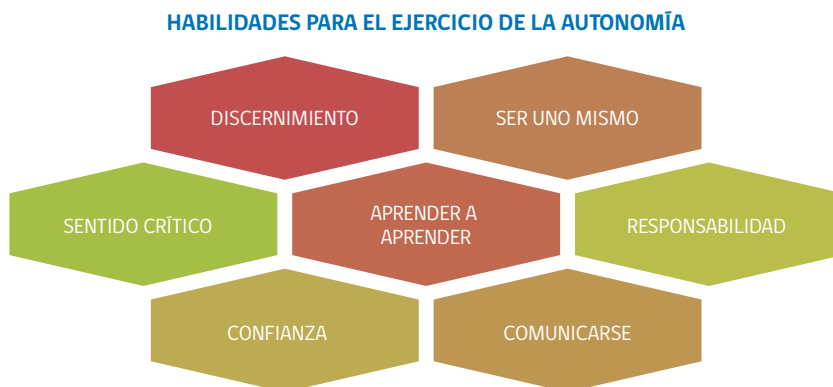 HABILIDADES PARA EL EJERCICIO DE LA AUTONOMÍA
DISCERNIMIENTO
SER UNO MISMO
SENTIDO CRÍTICO
APRENDER A
APRENDER
RESPONSABILIDAD
CONFIANZA
COMUNICARSE